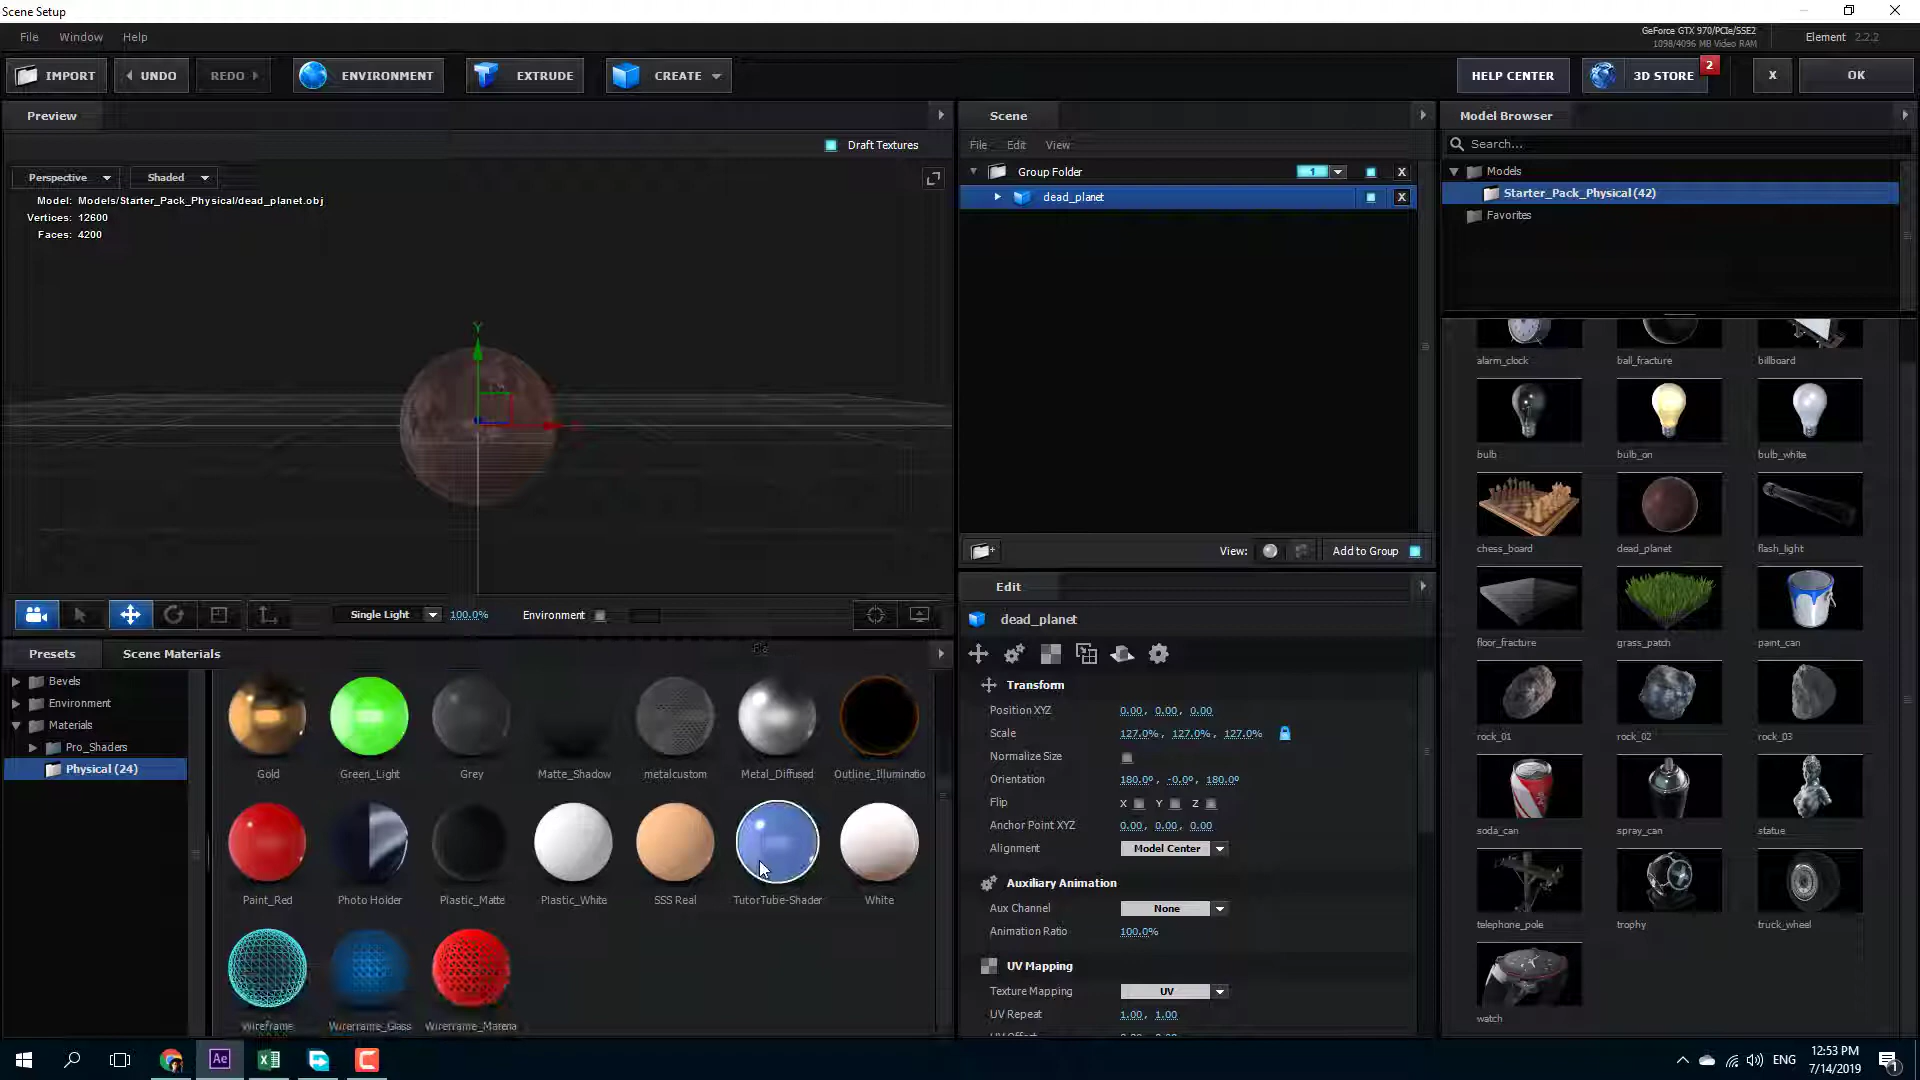 Scene Setup
File Window Help
GeForce GTX 970/PCIe/SSE2
1098/4096 MB Video RAM
Element 2.2.2
IMPORT UNDO REDO ENVIRONMENT EXTRUDE CREATE HELP CENTER 3D STORE 2 X OK
Preview
Draft Textures
Perspective Shaded
Model: Models/Starter_Pack_Physical/dead_planet.obj
Vertices: 12600
Faces: 4200
Y
Single Light 100.0% Environment
Scene
File Edit View
Group Folder 1 X
dead_planet X
View: Add to Group
Model Browser
Search...
Models
Starter_Pack_Physical (42)
Favorites
alarm_clock ball_fracture billboard
bulb bulb_on bulb_white
chess_board dead_planet flash_light
floor_fracture grass_patch paint_can
rock_01 rock_02 rock_03
soda_can spray_can statue
telephone_pole trophy truck_wheel
watch
Presets Scene Materials
Bevels
Environment
Materials
Pro_Shaders
Physical (24)
Gold Green_Light Grey Matte_Shadow metalcustom Metal_Diffused Outline_Illuminatio
Paint_Red Photo Holder Plastic_Matte Plastic_White SSS Real TutorTube-Shader White
Wireframe Wireframe_Glass
Edit
dead_planet
Transform
Position XYZ 0.00, 0.00, 0.00
Scale 127.0%, 127.0%, 127.0%
Normalize Size
Orientation 180.0°, -0.0°, 180.0°
Flip X Y Z
Anchor Point XYZ 0.00, 0.00, 0.00
Alignment Model Center
Auxiliary Animation
Aux Channel None
Animation Ratio 100.0%
UV Mapping
Texture Mapping UV
UV Repeat 1.00, 1.00
Ae
ENG
12:53 PM
7/14/2019
1